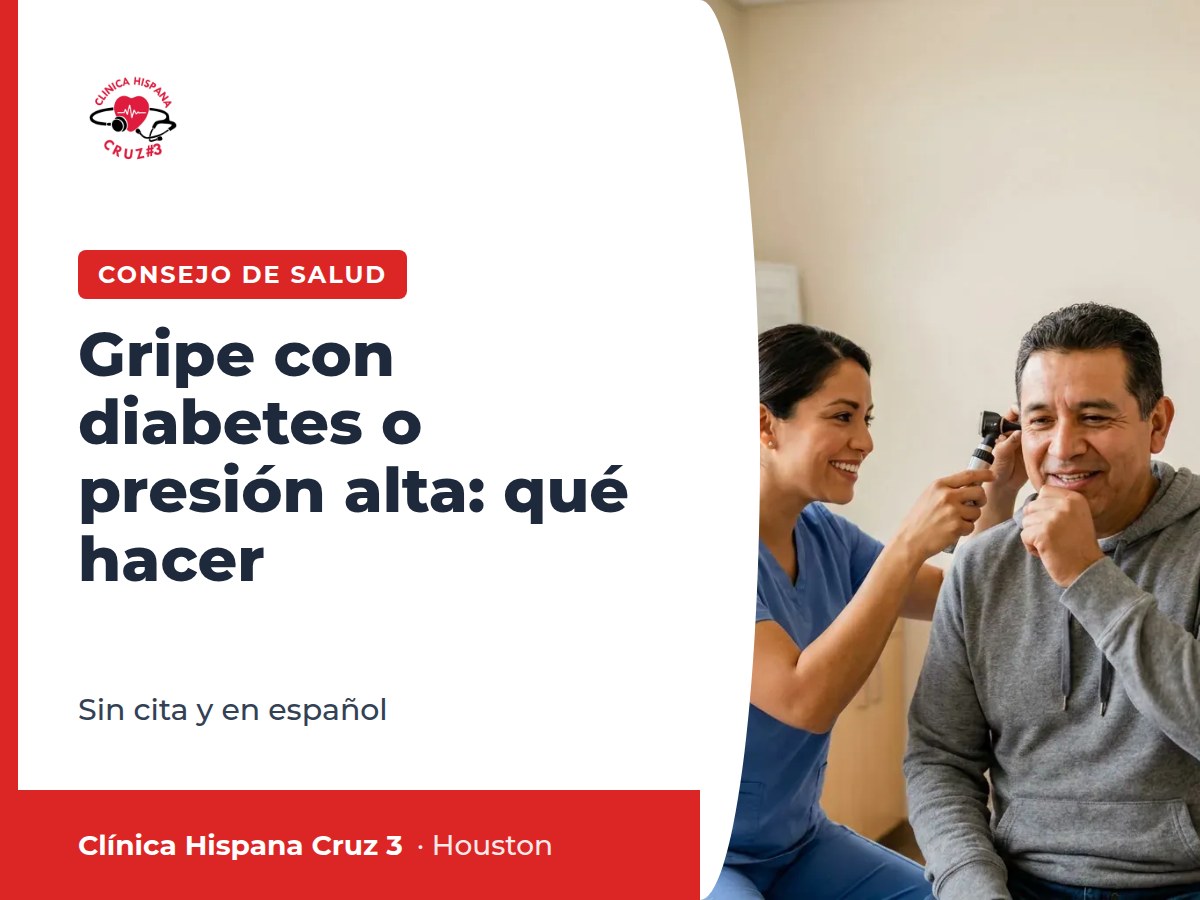 CLINICA HISPANA
CRUZ#3
CONSEJO DE SALUD
Gripe con
diabetes o
presión alta: qué
hacer
Sin cita y en español
Clínica Hispana Cruz 3 · Houston